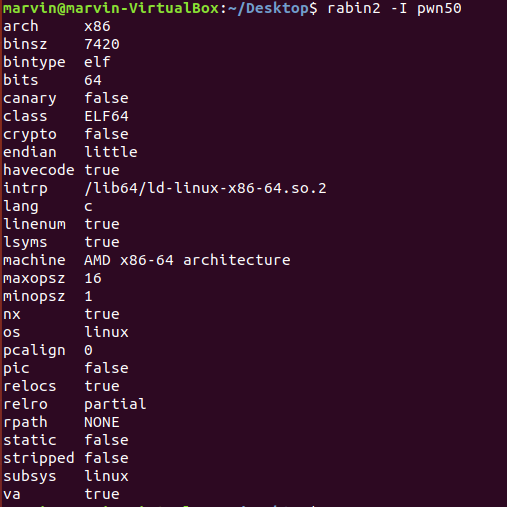 marvin@marvin-VirtualBox:~/Desktop$ rabin2 -I pwn50
arch x86
binsz 7420
bintype elf
bits 64
canary false
class ELF64
crypto false
endian little
havecode true
intrp /lib64/ld-linux-x86-64.so.2
lang c
linenum true
lsyms true
machine AMD x86-64 architecture
maxopsz 16
minopsz 1
nx true
os linux
pcalign 0
pic false
relocs true
relro partial
rpath NONE
static false
stripped false
subsys linux
va true